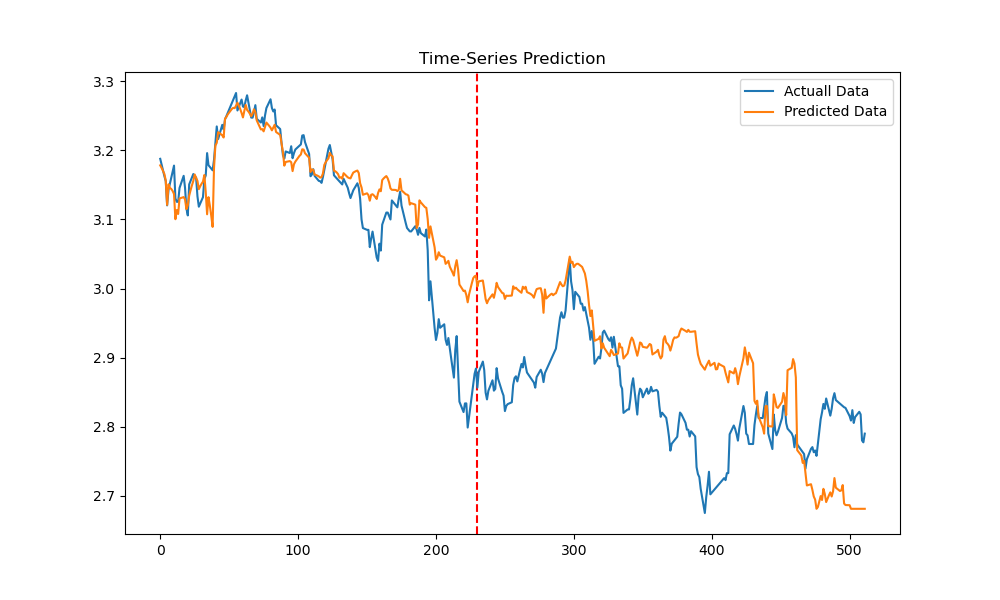 Time-Series Prediction
Actuall Data
Predicted Data
3.3
3.2
3.1
3.0
2.9
2.8
2.7
0 100 200 300 400 500